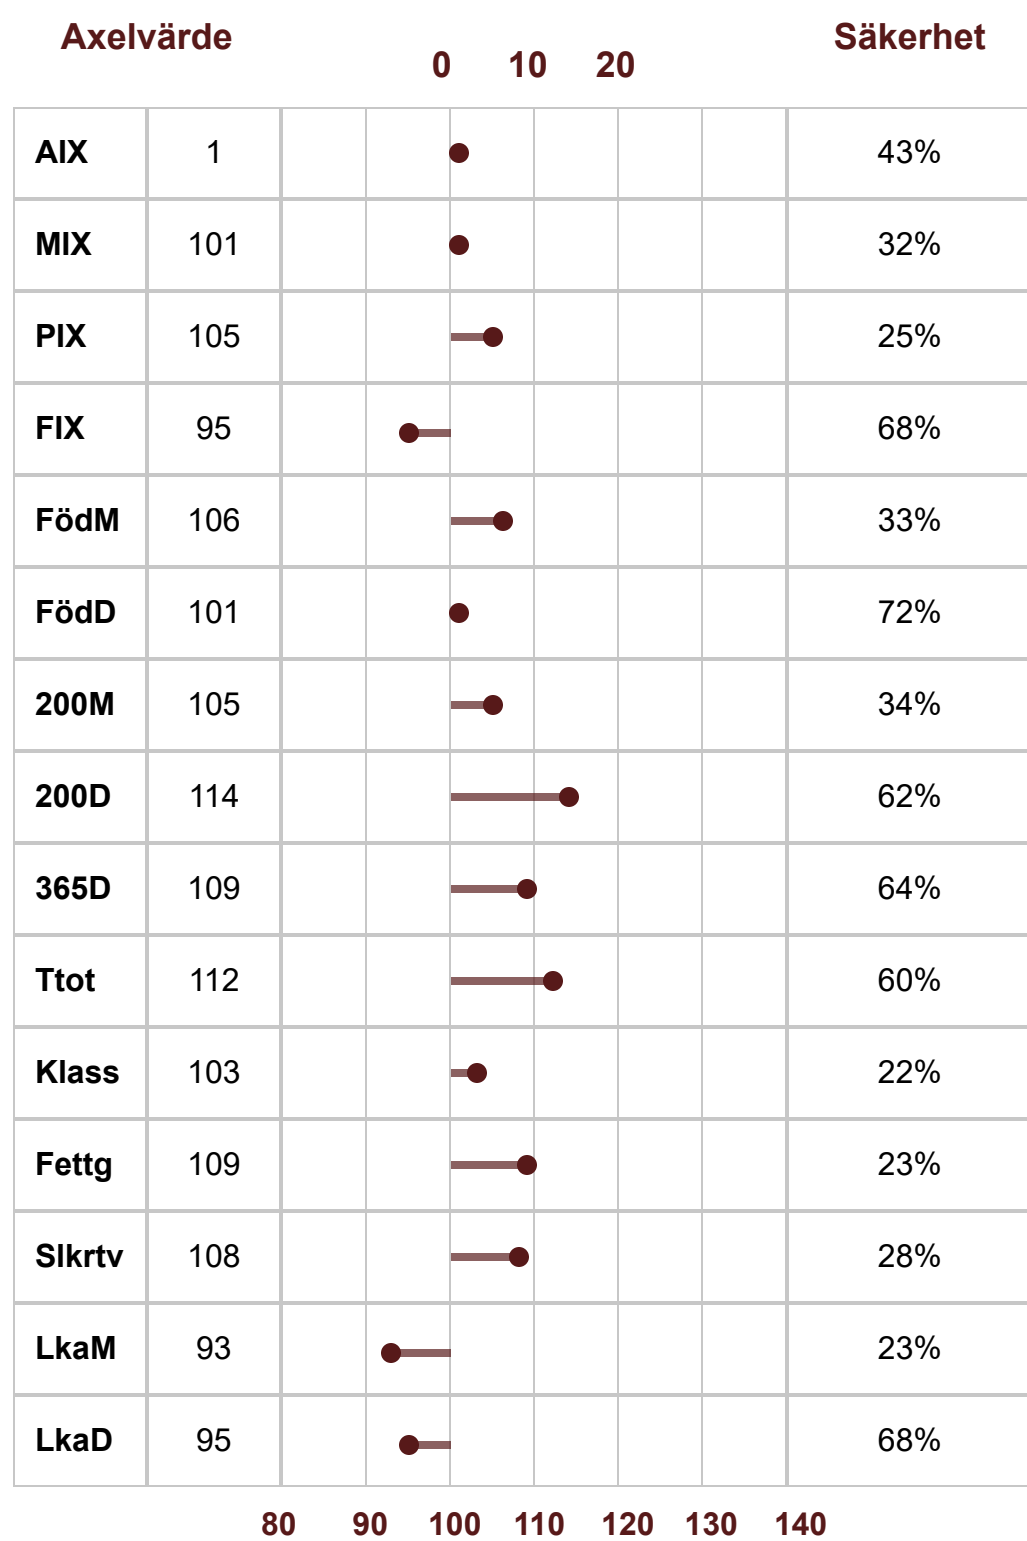 Axelvärde Säkerhet
0 10 20
AIX 1 43%
MIX 101 32%
PIX 105 25%
FIX 95 68%
FödM 106 33%
FödD 101 72%
200M 105 34%
200D 114 62%
365D 109 64%
Ttot 112 60%
Klass 103 22%
Fettg 109 23%
Slkrtv 108 28%
LkaM 93 23%
LkaD 95 68%
80 90 100 110 120 130 140